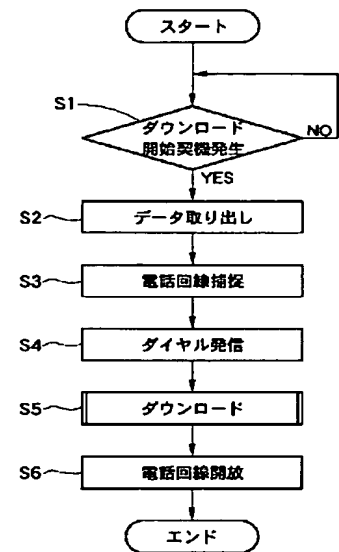 スタート
S1
ダウンロード
開始契機発生
NO
YES
S2
データ取り出し
S3
電話回線捕捉
S4
ダイヤル発信
S5
ダウンロード
S6
電話回線開放
エンド